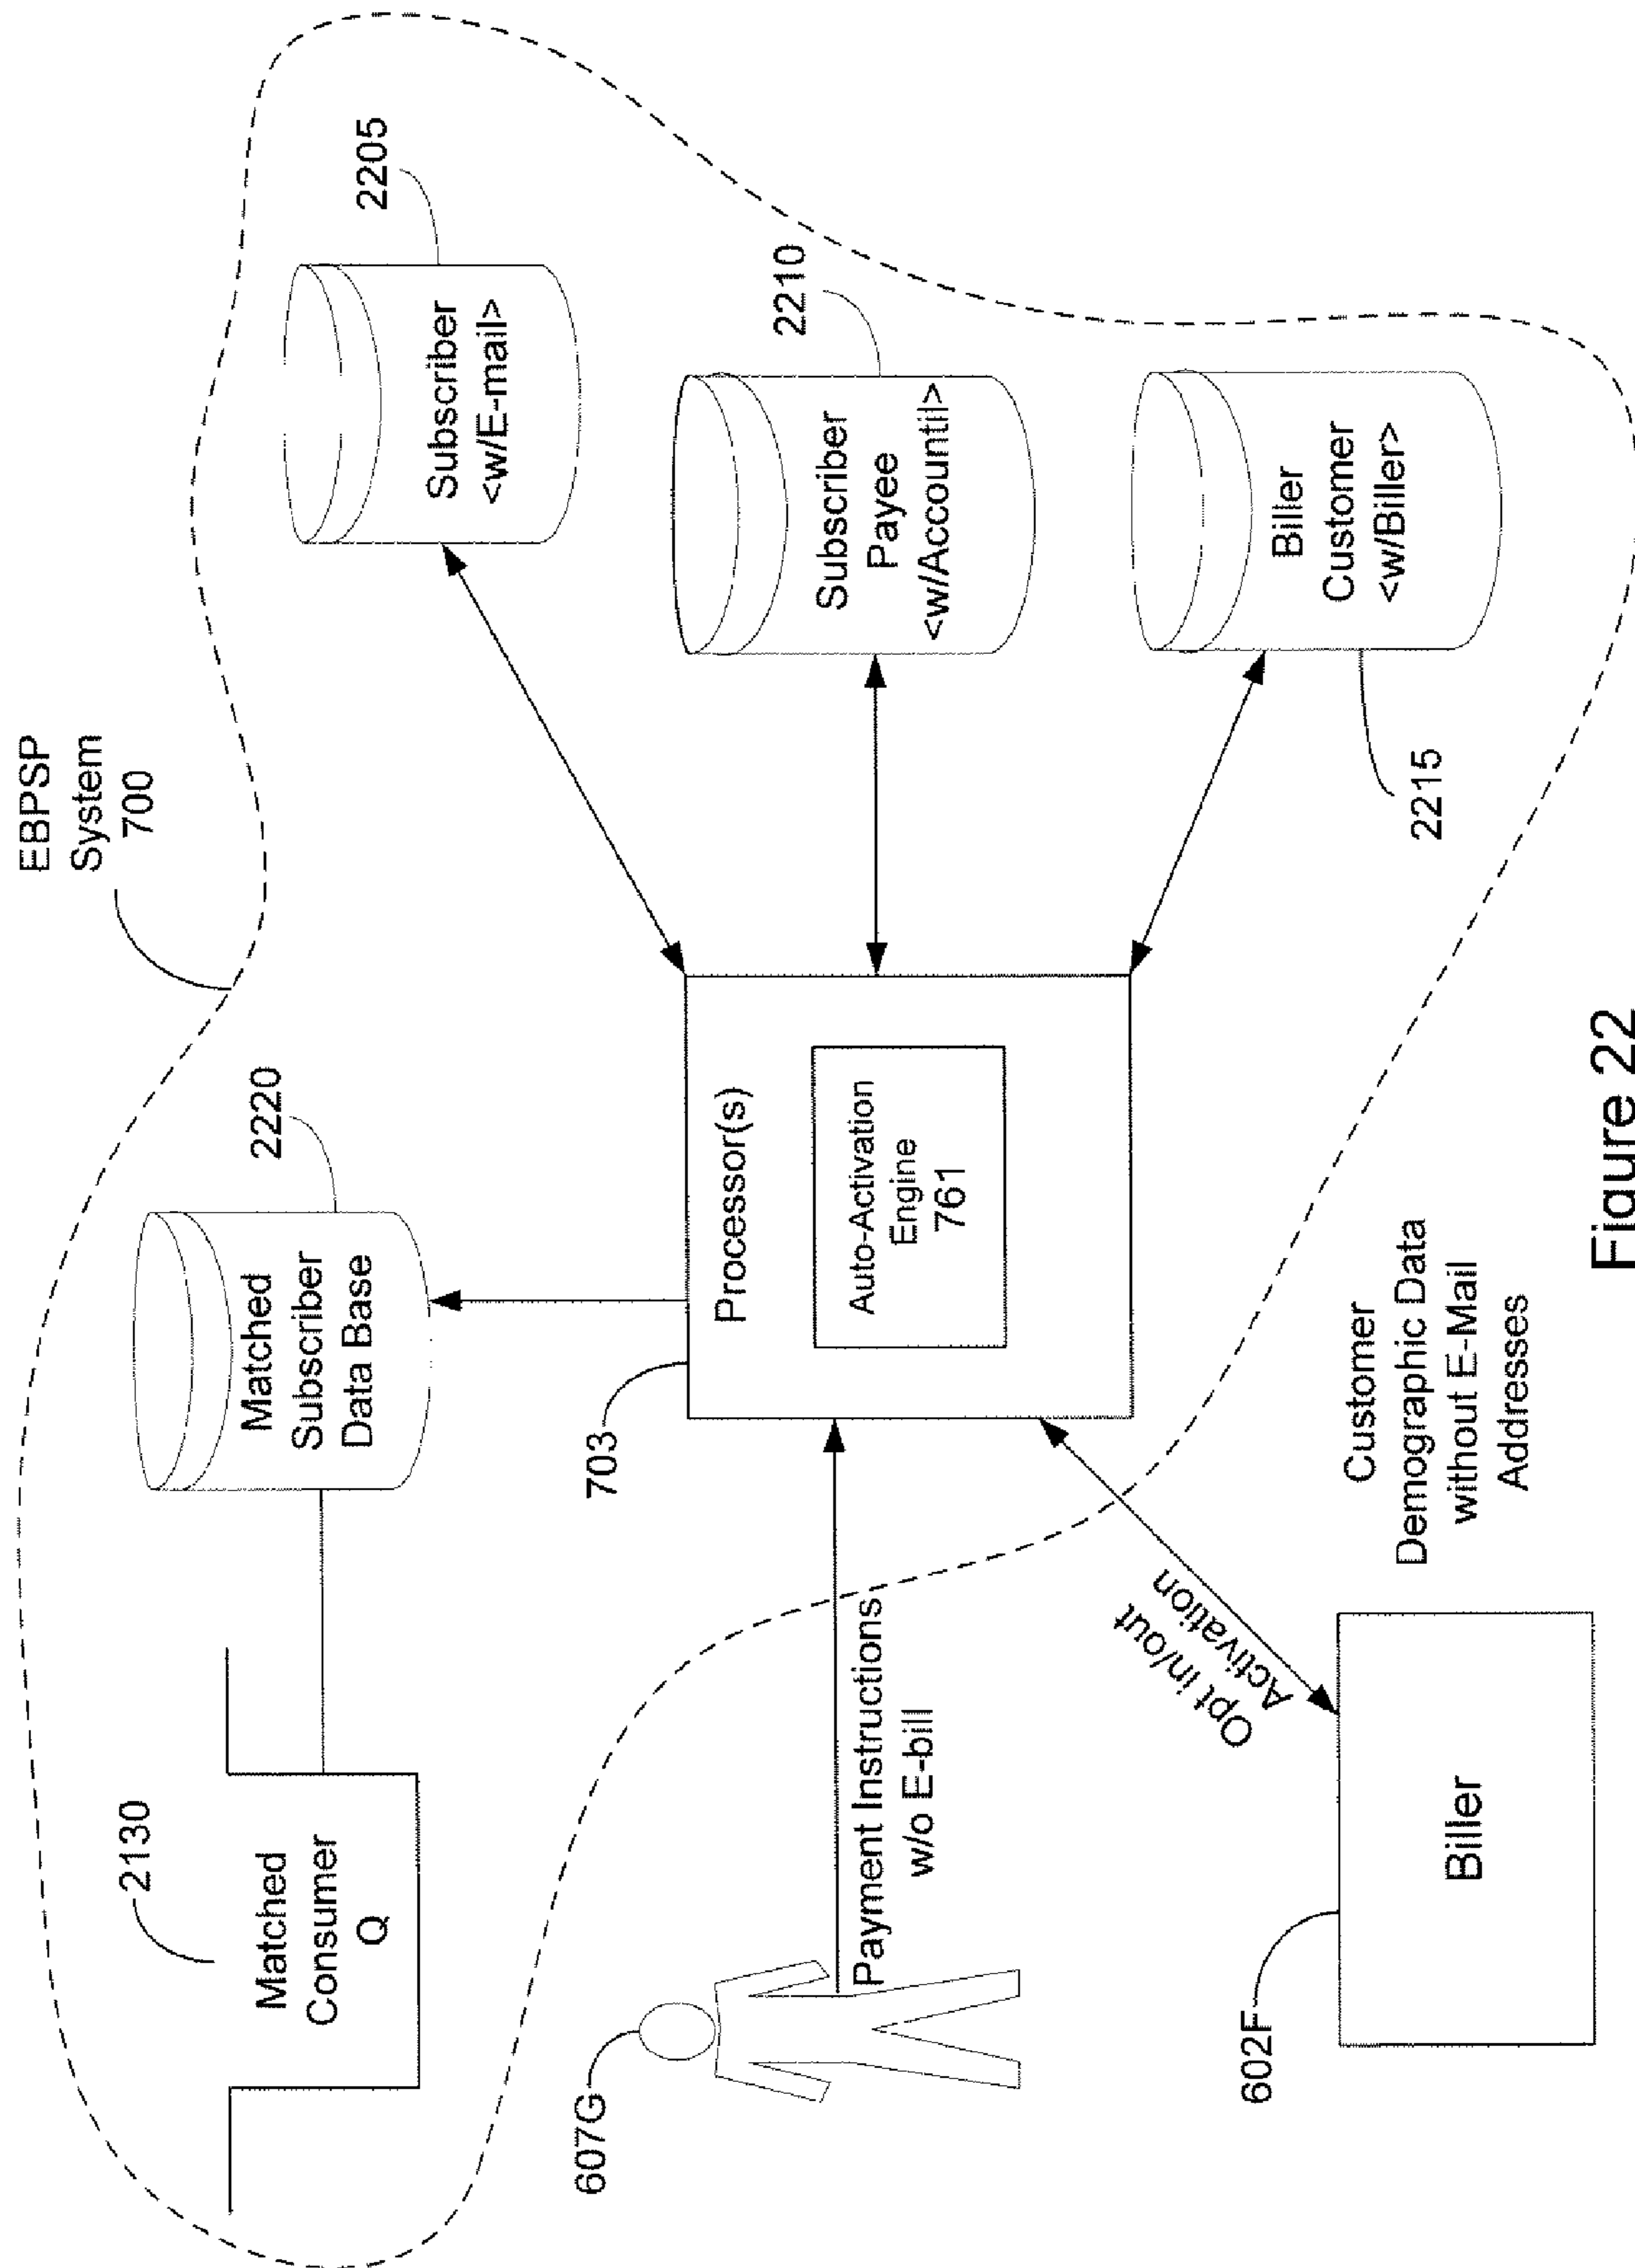 EBPSP
System
700
2130
Matched
Consumer
Q
2220
Matched
Subscriber
Data Base
2205
Subscriber
<w/E-mail>
607G
Payment Instructions
w/o E-bill
703
Processor(s)
Auto-Activation
Engine
761
2210
Subscriber
Payee
<w/Accountil>
602F
Biller
Opt in/out
Activation
Customer
Demographic Data
without E-Mail
Addresses
2215
Biller
Customer
<w/Biller>
Figure 22